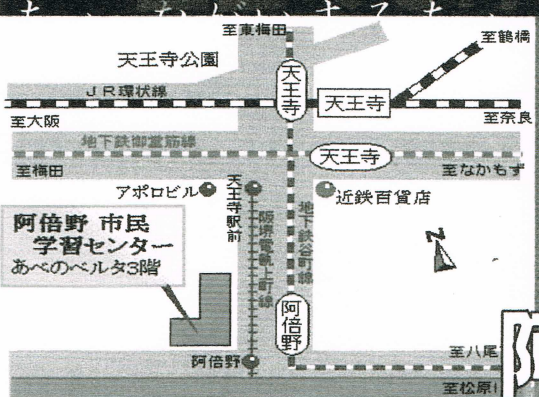 至東梅田
至鶴橋
天王寺公園
天王寺
JR環状線
天王寺
至大阪
至奈良
地下鉄御堂筋線
天王寺
至梅田
至なかもず
アポロビル
天王寺駅前
近鉄百貨店
阿倍野 市民
学習センター
あべのベルタ3階
阪堺電軌上町線
地下鉄谷町線
N
阿倍野
阿倍野
至八尾
至松原